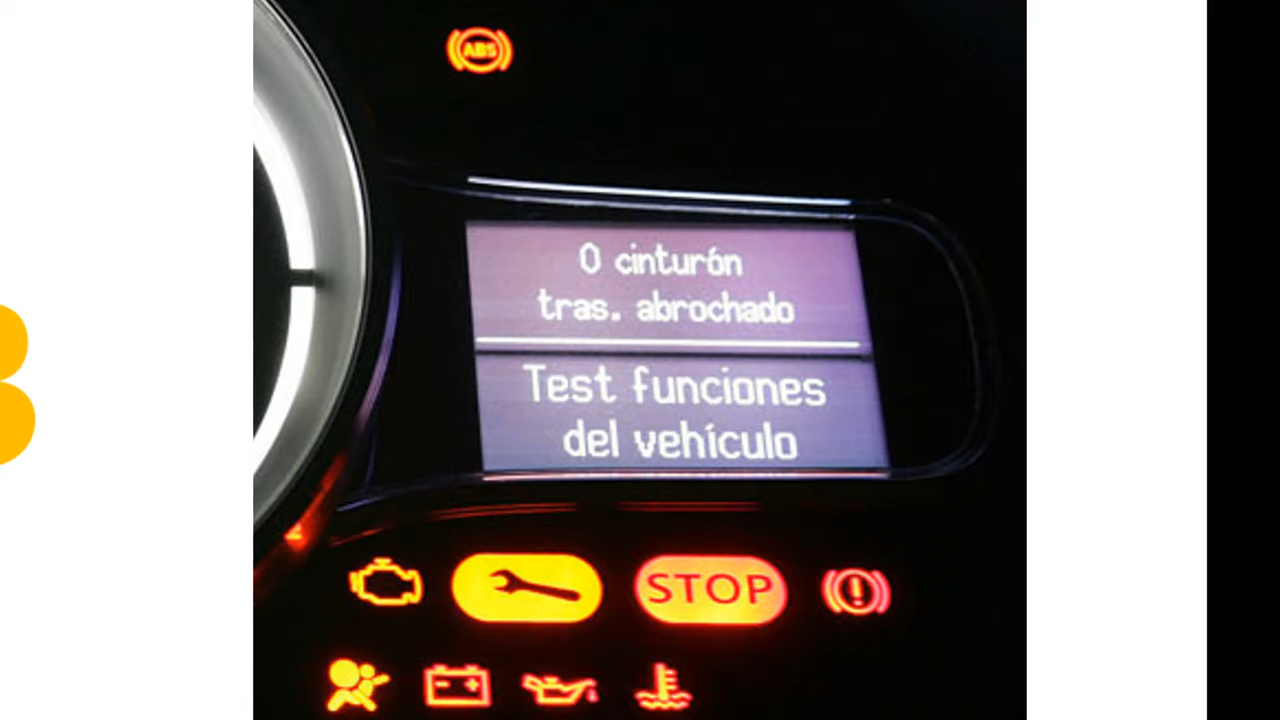 ABS
0 cinturón
tras. abrochado
Test funciones
del vehículo
STOP